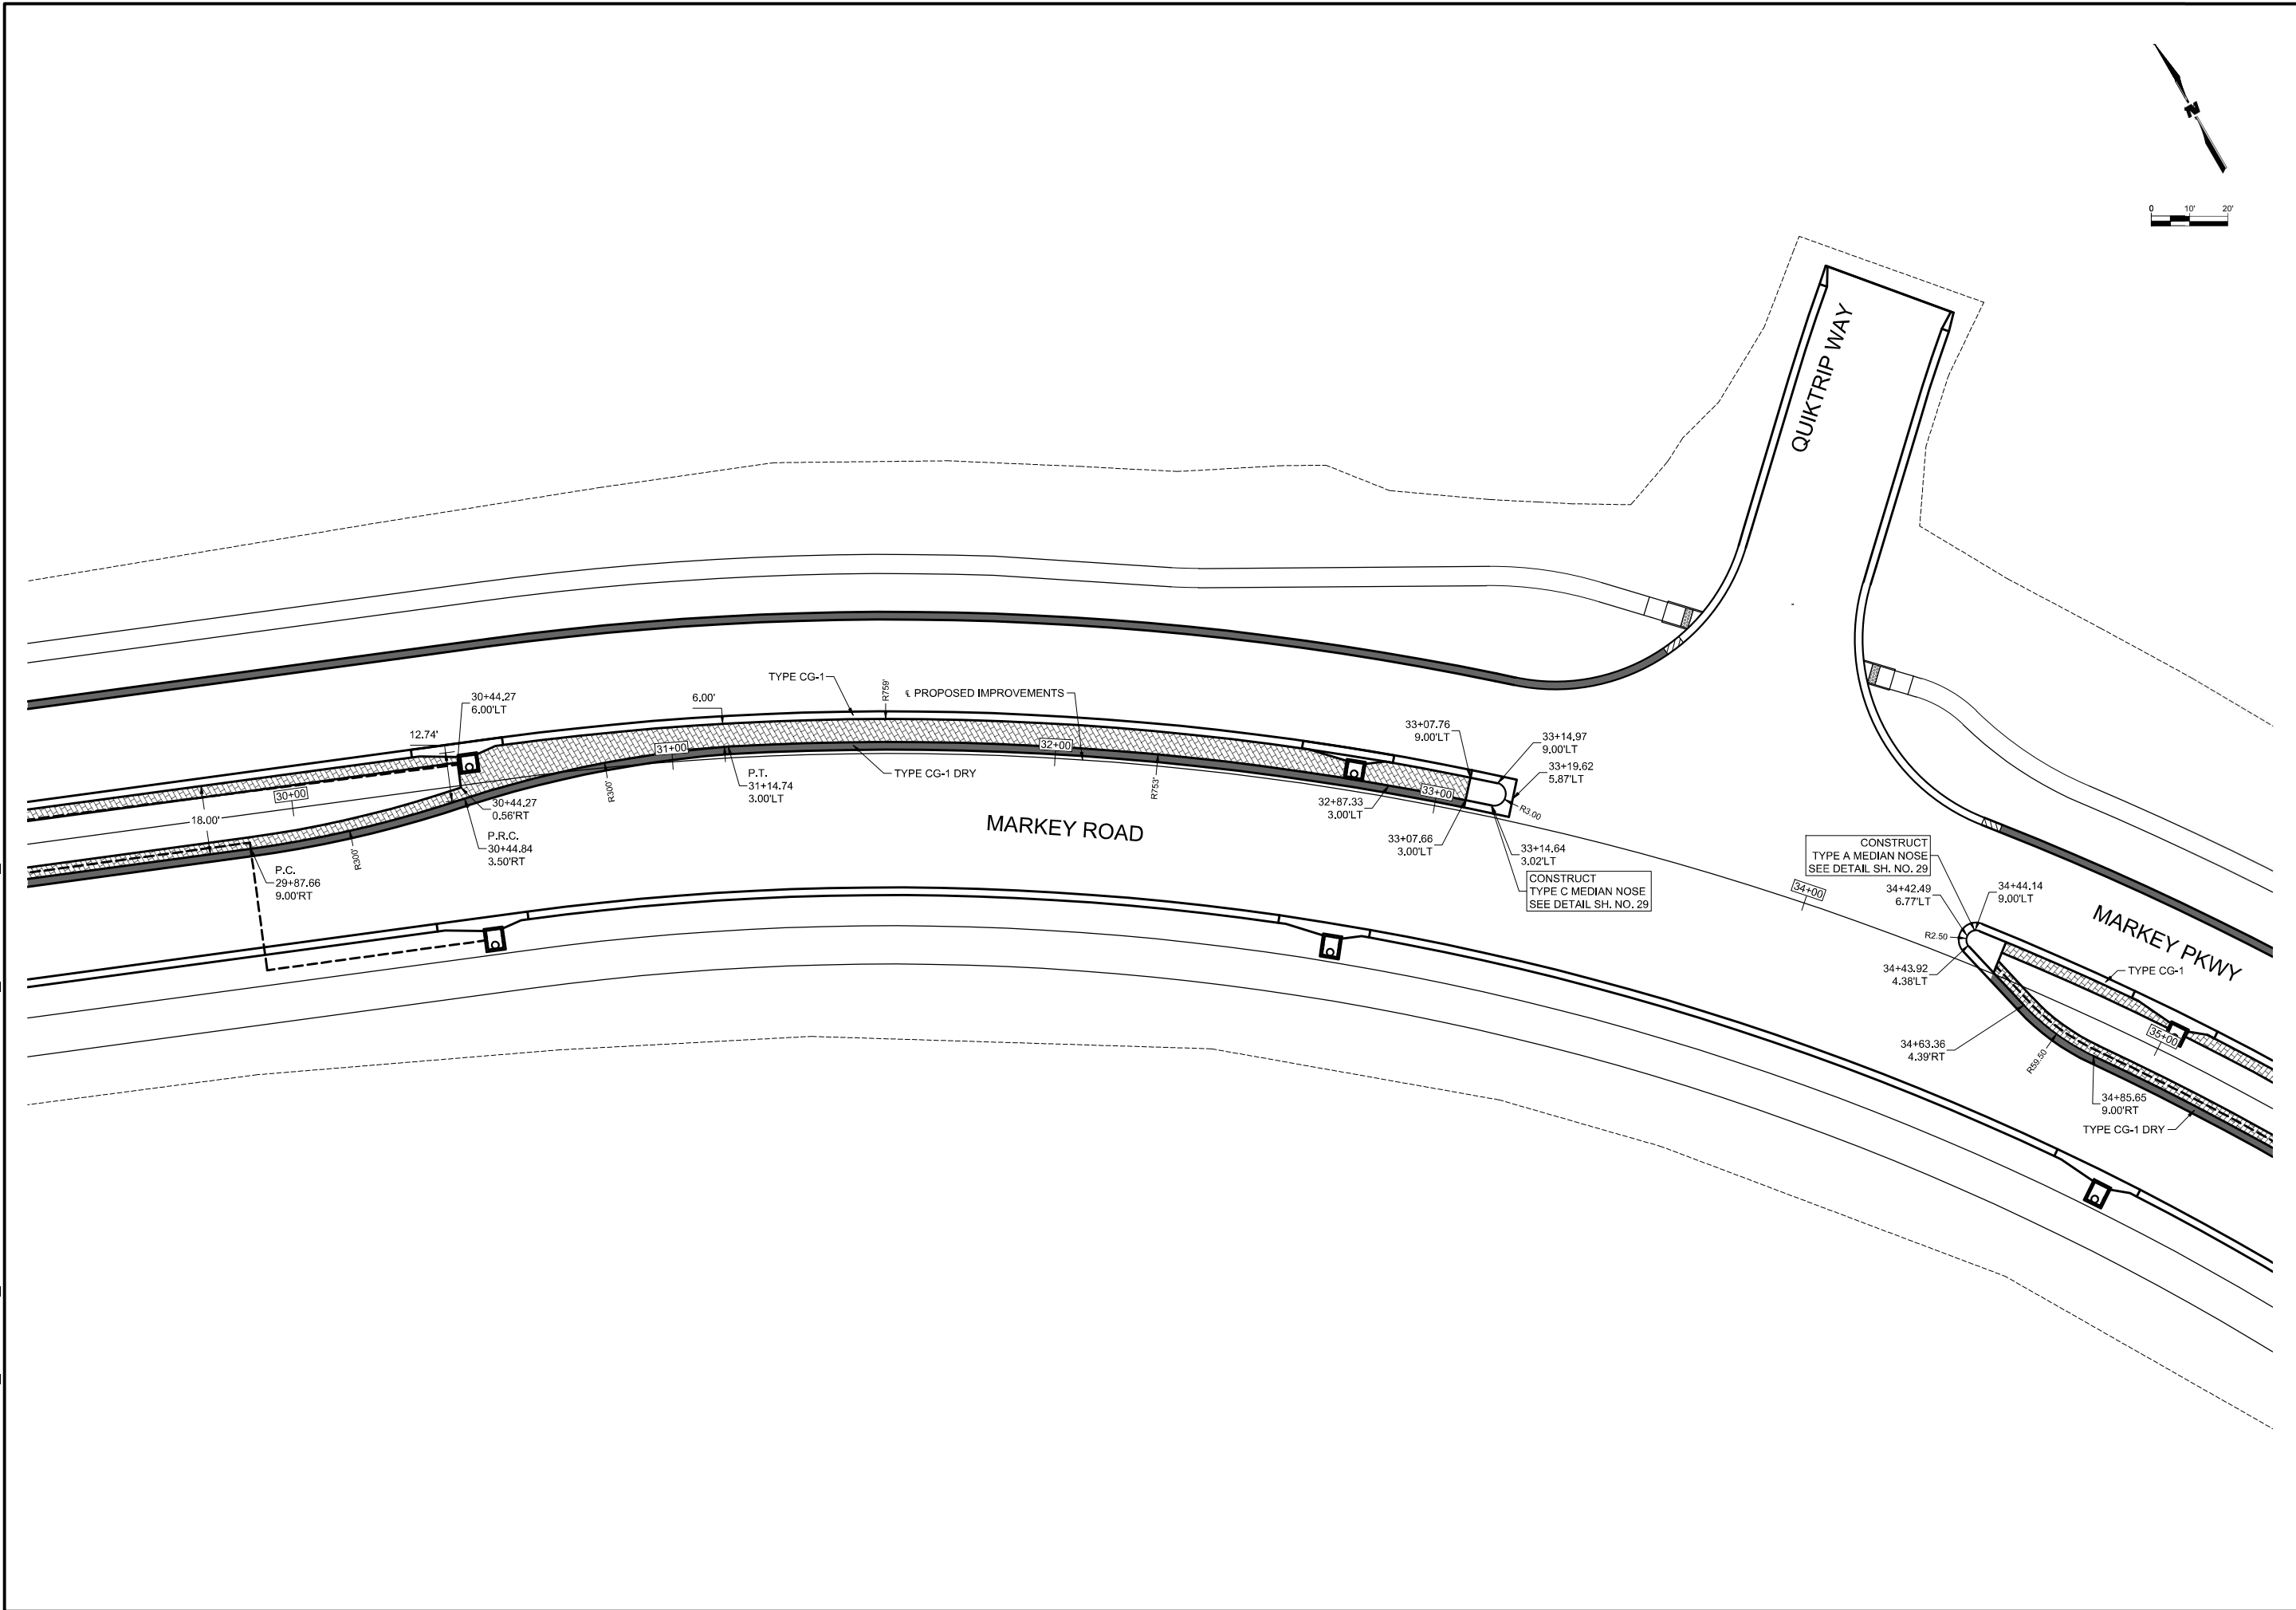 N
0 10' 20'
QUIKTRIP WAY
TYPE CG-1
R759'
℄ PROPOSED IMPROVEMENTS
30+44.27
6.00'LT
6.00'
12.74'
31+00
32+00
33+07.76
9.00'LT
33+14.97
9.00'LT
33+19.62
5.87'LT
30+00
18.00'
30+44.27
0.56'RT
R300'
P.T.
31+14.74
3.00'LT
TYPE CG-1 DRY
R753'
32+87.33
3.00'LT
33+00
R3.00
MARKEY ROAD
P.R.C.
30+44.84
3.50'RT
R300'
P.C.
29+87.66
9.00'RT
33+07.66
3.00'LT
33+14.64
3.02'LT
CONSTRUCT
TYPE C MEDIAN NOSE
SEE DETAIL SH. NO. 29
CONSTRUCT
TYPE A MEDIAN NOSE
SEE DETAIL SH. NO. 29
34+00
34+42.49
6.77'LT
34+44.14
9.00'LT
MARKEY PKWY
R2.50
34+43.92
4.38'LT
TYPE CG-1
35+00
34+63.36
4.39'RT
R59.50
34+85.65
9.00'RT
TYPE CG-1 DRY